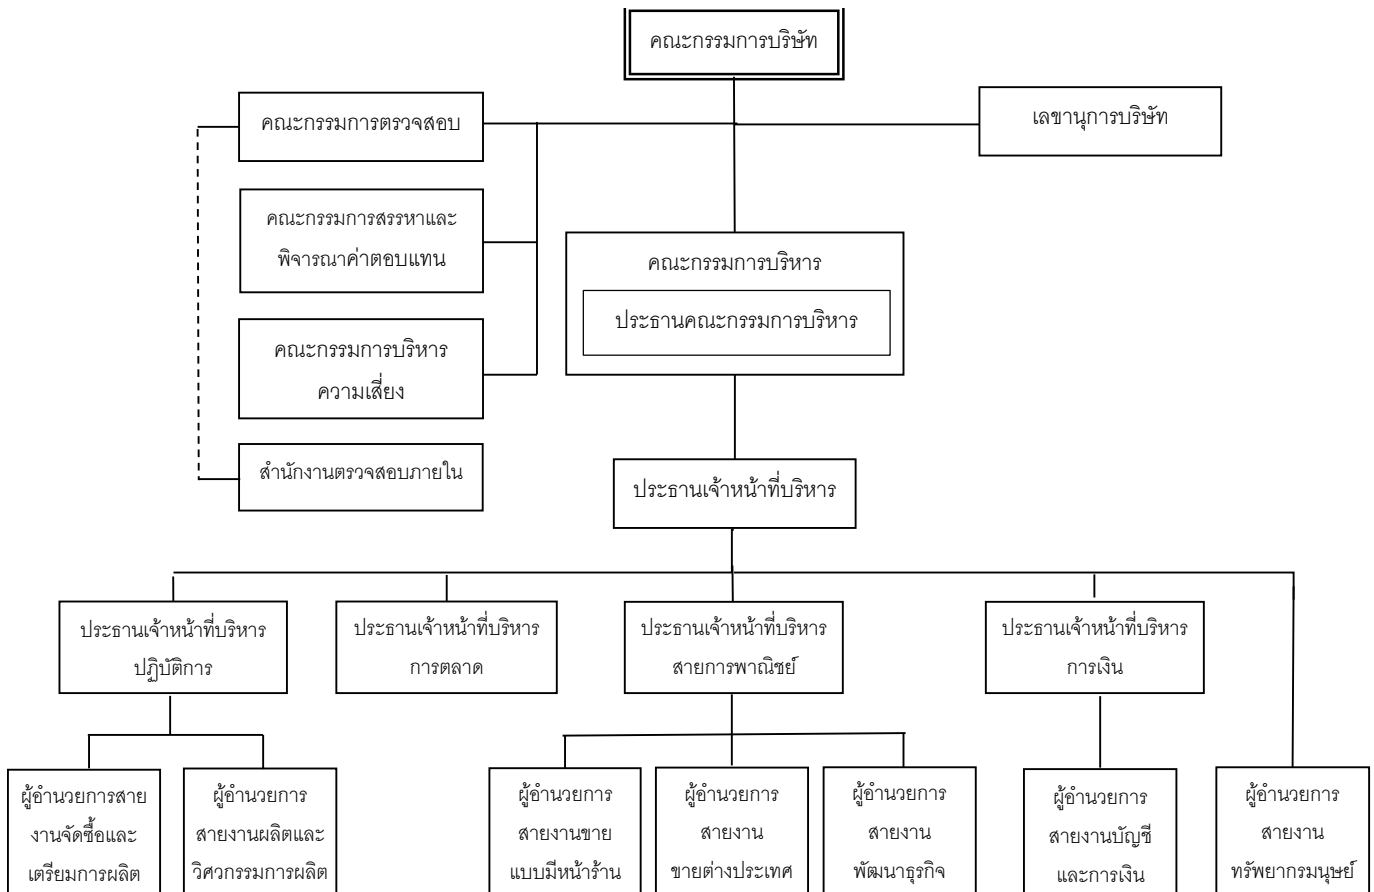 คณะกรรมการบริษัท
คณะกรรมการตรวจสอบ
เลขานุการบริษัท
คณะกรรมการสรรหาและ
พิจารณาค่าตอบแทน
คณะกรรมการบริหาร
ประธานคณะกรรมการบริหาร
คณะกรรมการบริหาร
ความเสี่ยง
สำนักงานตรวจสอบภายใน
ประธานเจ้าหน้าที่บริหาร
ประธานเจ้าหน้าที่บริหาร
ปฏิบัติการ
ประธานเจ้าหน้าที่บริหาร
การตลาด
ประธานเจ้าหน้าที่บริหาร
สายการพาณิชย์
ประธานเจ้าหน้าที่บริหาร
การเงิน
ผู้อำนวยการสาย
งานจัดซื้อและ
เตรียมการผลิต
ผู้อำนวยการ
สายงานผลิตและ
วิศวกรรมการผลิต
ผู้อำนวยการ
สายงานขาย
แบบมีหน้าร้าน
ผู้อำนวยการ
สายงาน
ขายต่างประเทศ
ผู้อำนวยการ
สายงาน
พัฒนาธุรกิจ
ผู้อำนวยการ
สายงานบัญชี
และการเงิน
ผู้อำนวยการ
สายงาน
ทรัพยากรมนุษย์